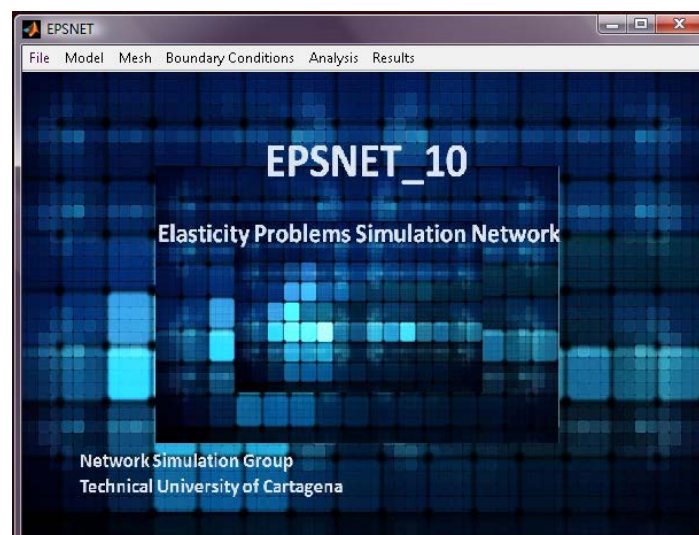 EPSNET
File Model Mesh Boundary Conditions Analysis Results
EPSNET_10
Elasticity Problems Simulation Network
Network Simulation Group
Technical University of Cartagena